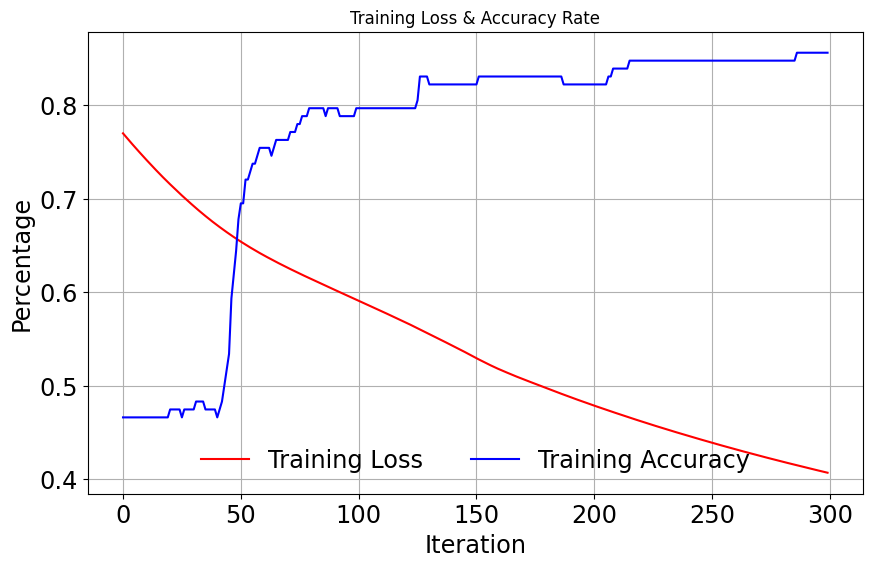 Training Loss & Accuracy Rate
Percentage
0.8
0.7
0.6
0.5
0.4
Training Loss Training Accuracy
0 50 100 150 200 250 300
Iteration